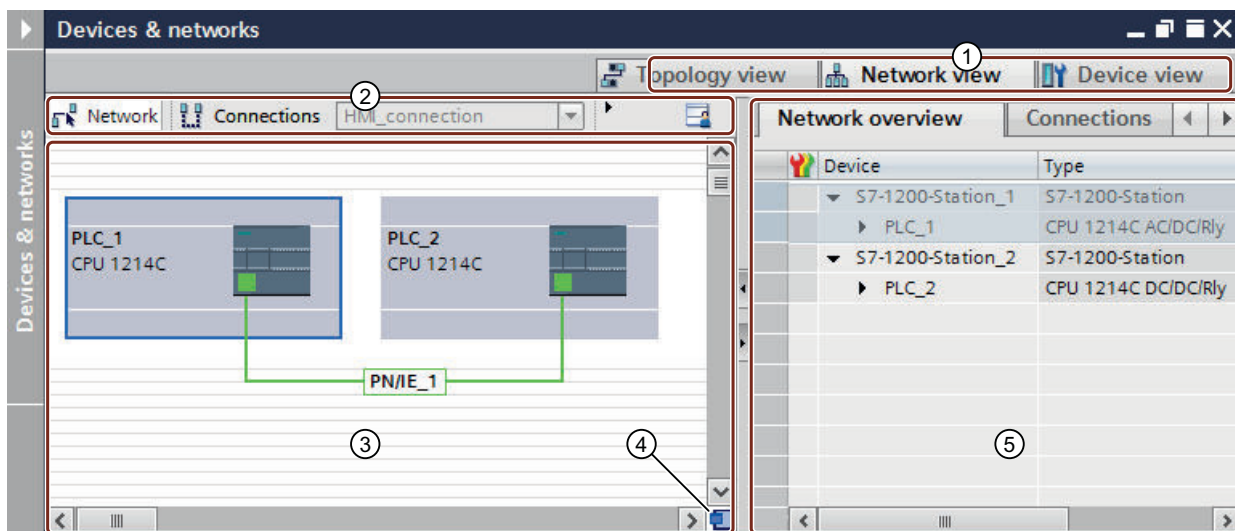 Devices & networks
Topology view Network view Device view
1
2
Network Connections HMI_connection
Network overview Connections
Devices & networks
Device Type
S7-1200-Station_1 S7-1200-Station
PLC_1 CPU 1214C AC/DC/Rly
S7-1200-Station_2 S7-1200-Station
PLC_2 CPU 1214C DC/DC/Rly
PLC_1
CPU 1214C
PLC_2
CPU 1214C
PN/IE_1
3
4
5